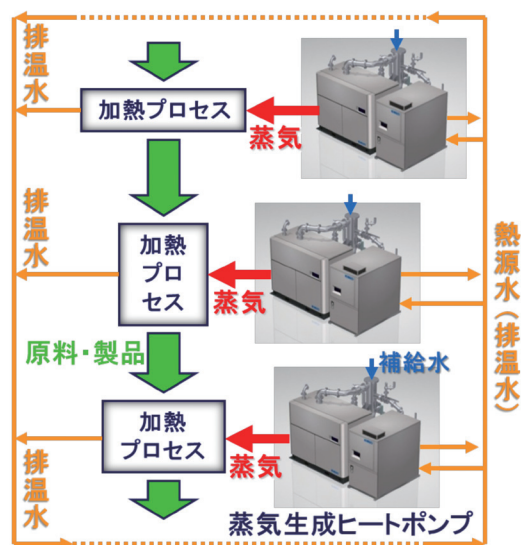 排温水
加熱プロセス
蒸気
排温水
加熱
プロ
セス
蒸気
熱源水(排温水)
原料・製品
補給水
加熱
プロセス
蒸気
排温水
蒸気生成ヒートポンプ